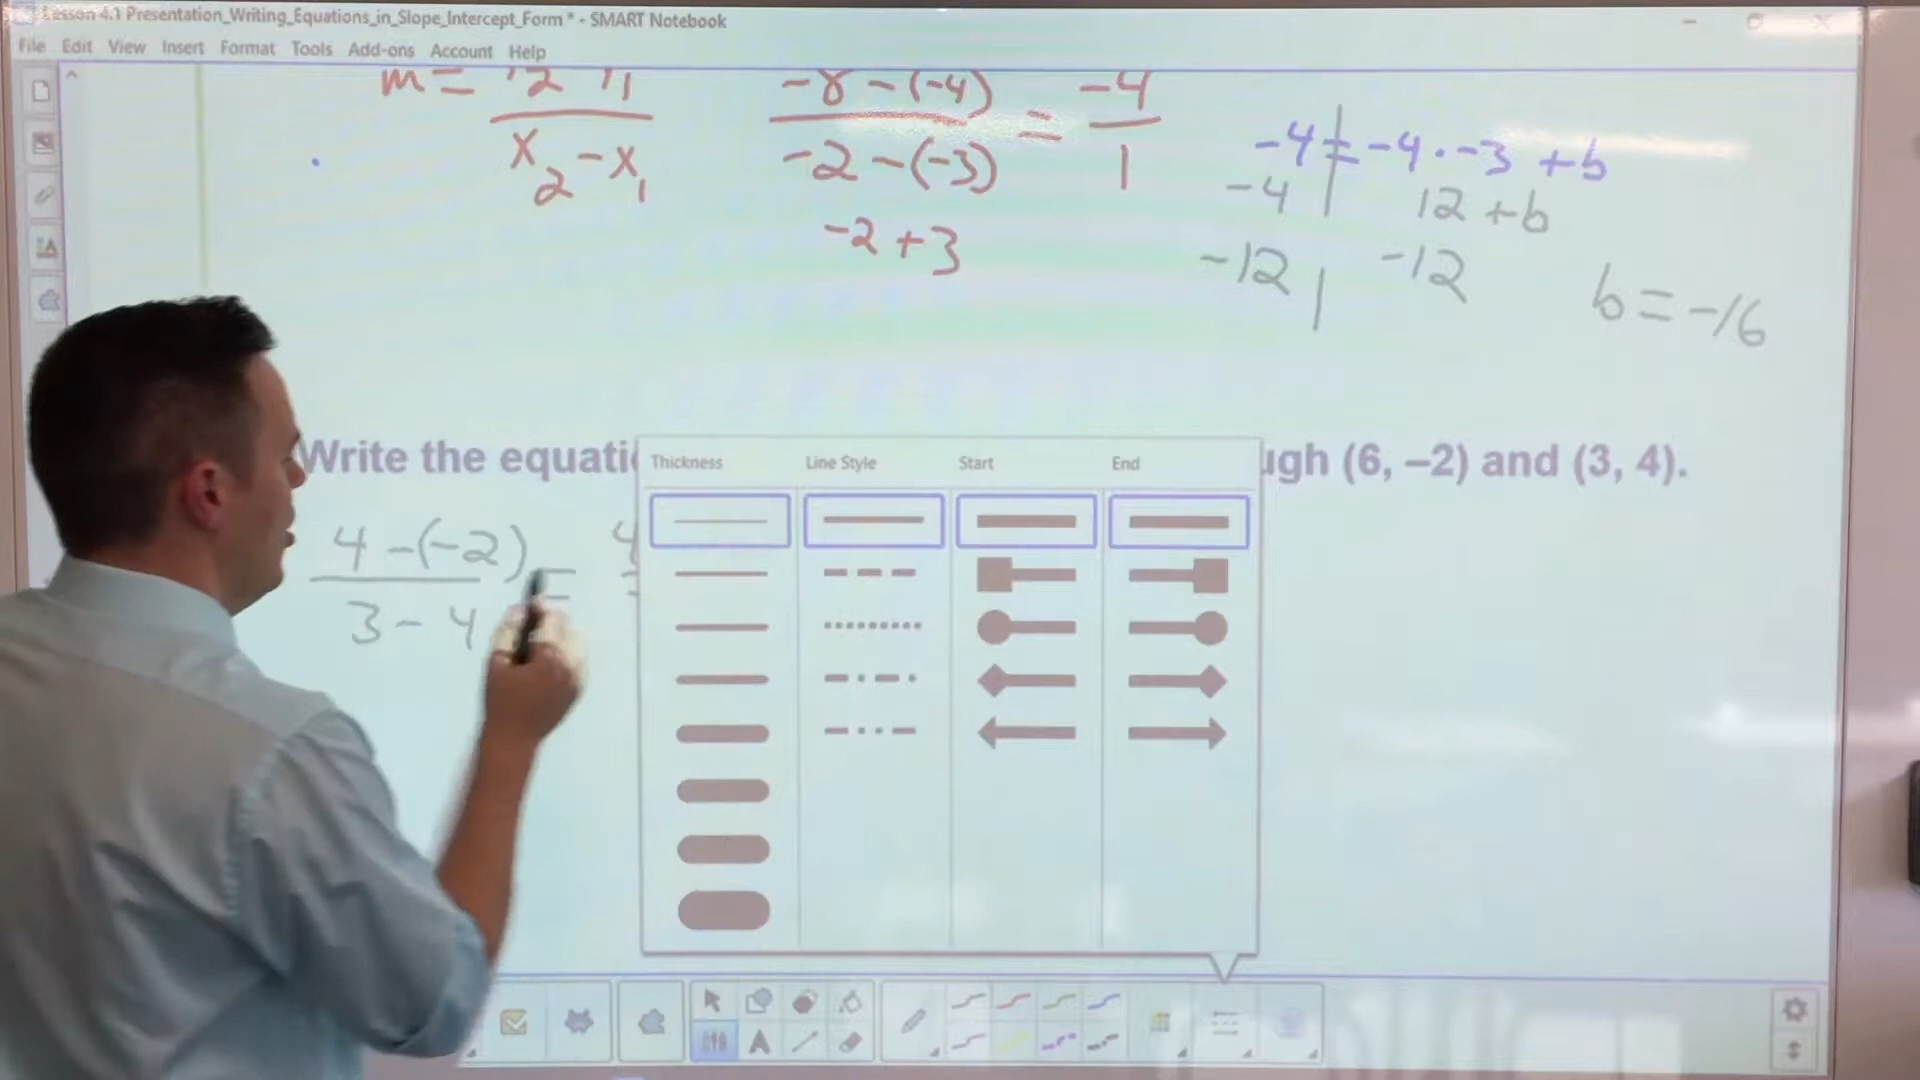 Lesson 4.1 Presentation_Writing_Equations_in_Slope_Intercept_Form * - SMART Notebook
File Edit View Insert Format Tools Add-ons Account Help
m = 
x2 - x1
-8 - (-4) = -4
-2 - (-3) 1
-2 + 3
-4 = -4 · -3 + b
-4 12 + b
-12 -12
b = -16
Write the equati ugh (6, –2) and (3, 4).
4 - (-2) = 4
3 - 4
Thickness Line Style Start End